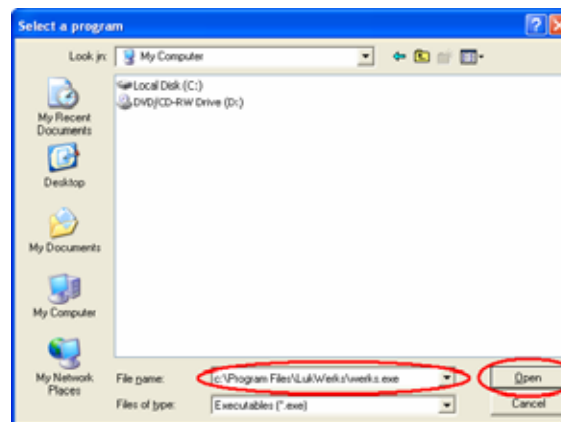 Select a program
Look in: My Computer
Local Disk (C:)
DVD/CD-RW Drive (D:)
My Recent
Documents
Desktop
My Documents
My Computer
My Network
Places
File name: c:\Program Files\LukWerks\werks.exe Open
Files of type: Executables (*.exe) Cancel